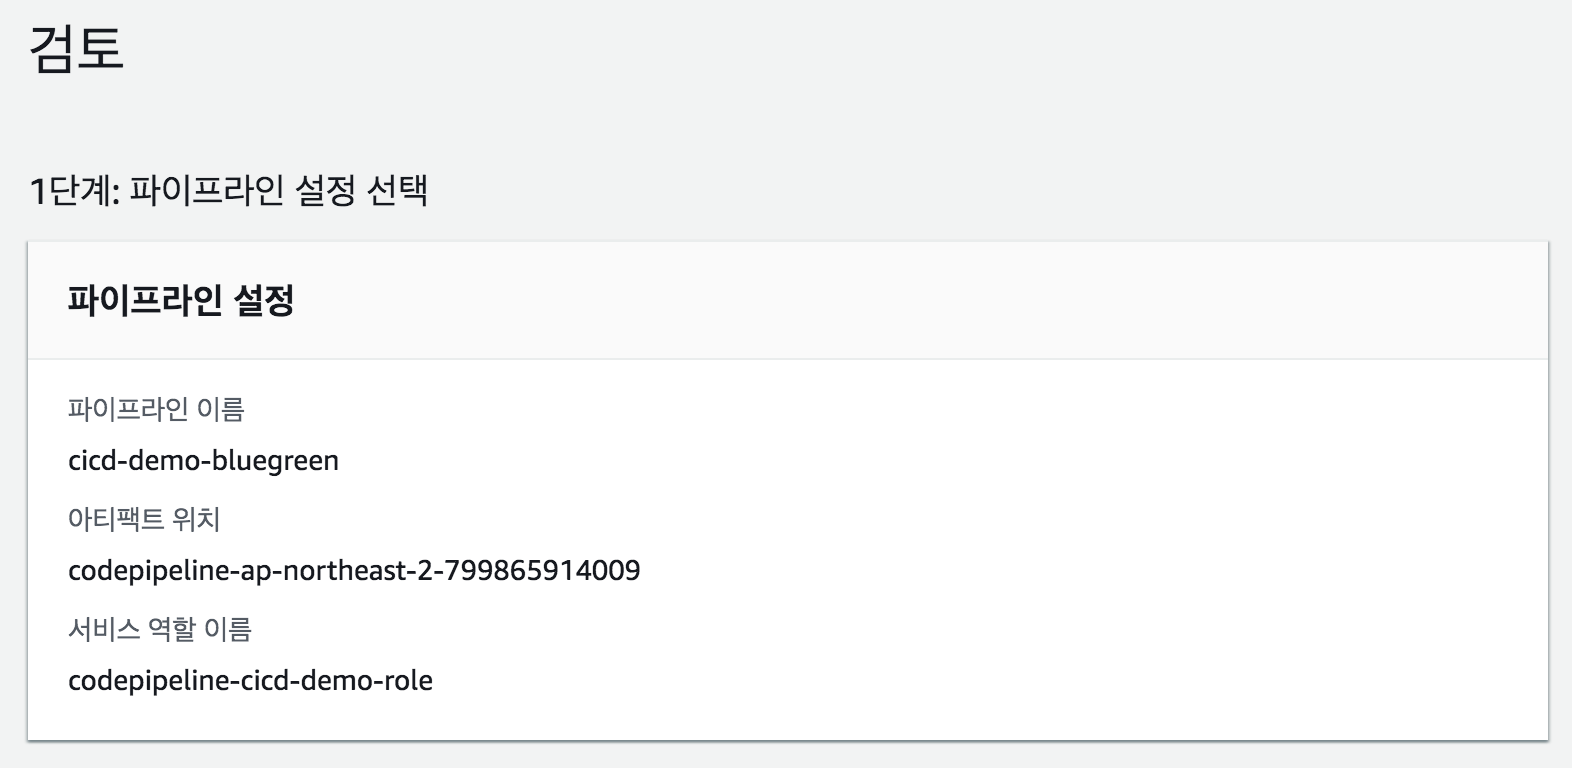 검토
1단계: 파이프라인 설정 선택
파이프라인 설정
파이프라인 이름
cicd-demo-bluegreen
아티팩트 위치
codepipeline-ap-northeast-2-799865914009
서비스 역할 이름
codepipeline-cicd-demo-role